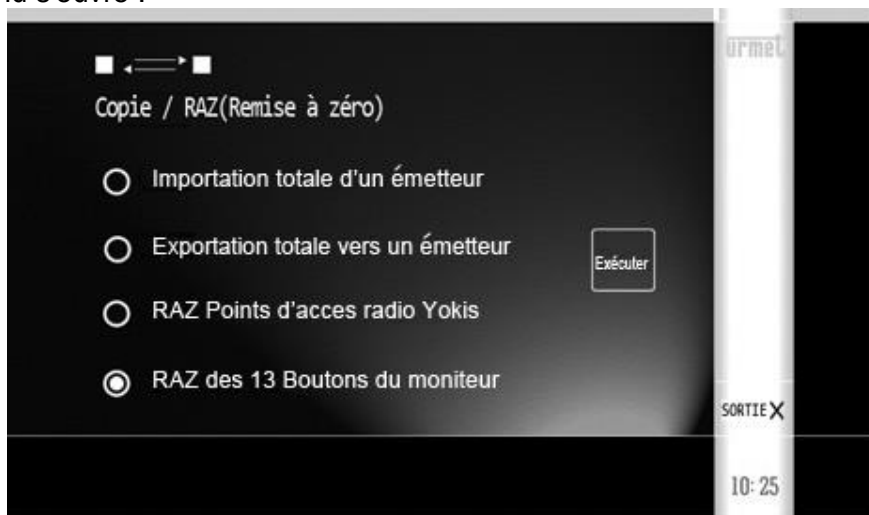 urmet
Copie / RAZ(Remise à zéro)
Importation totale d'un émetteur
Exportation totale vers un émetteur
Exécuter
RAZ Points d'acces radio Yokis
RAZ des 13 Boutons du moniteur
SORTIE X
10:25